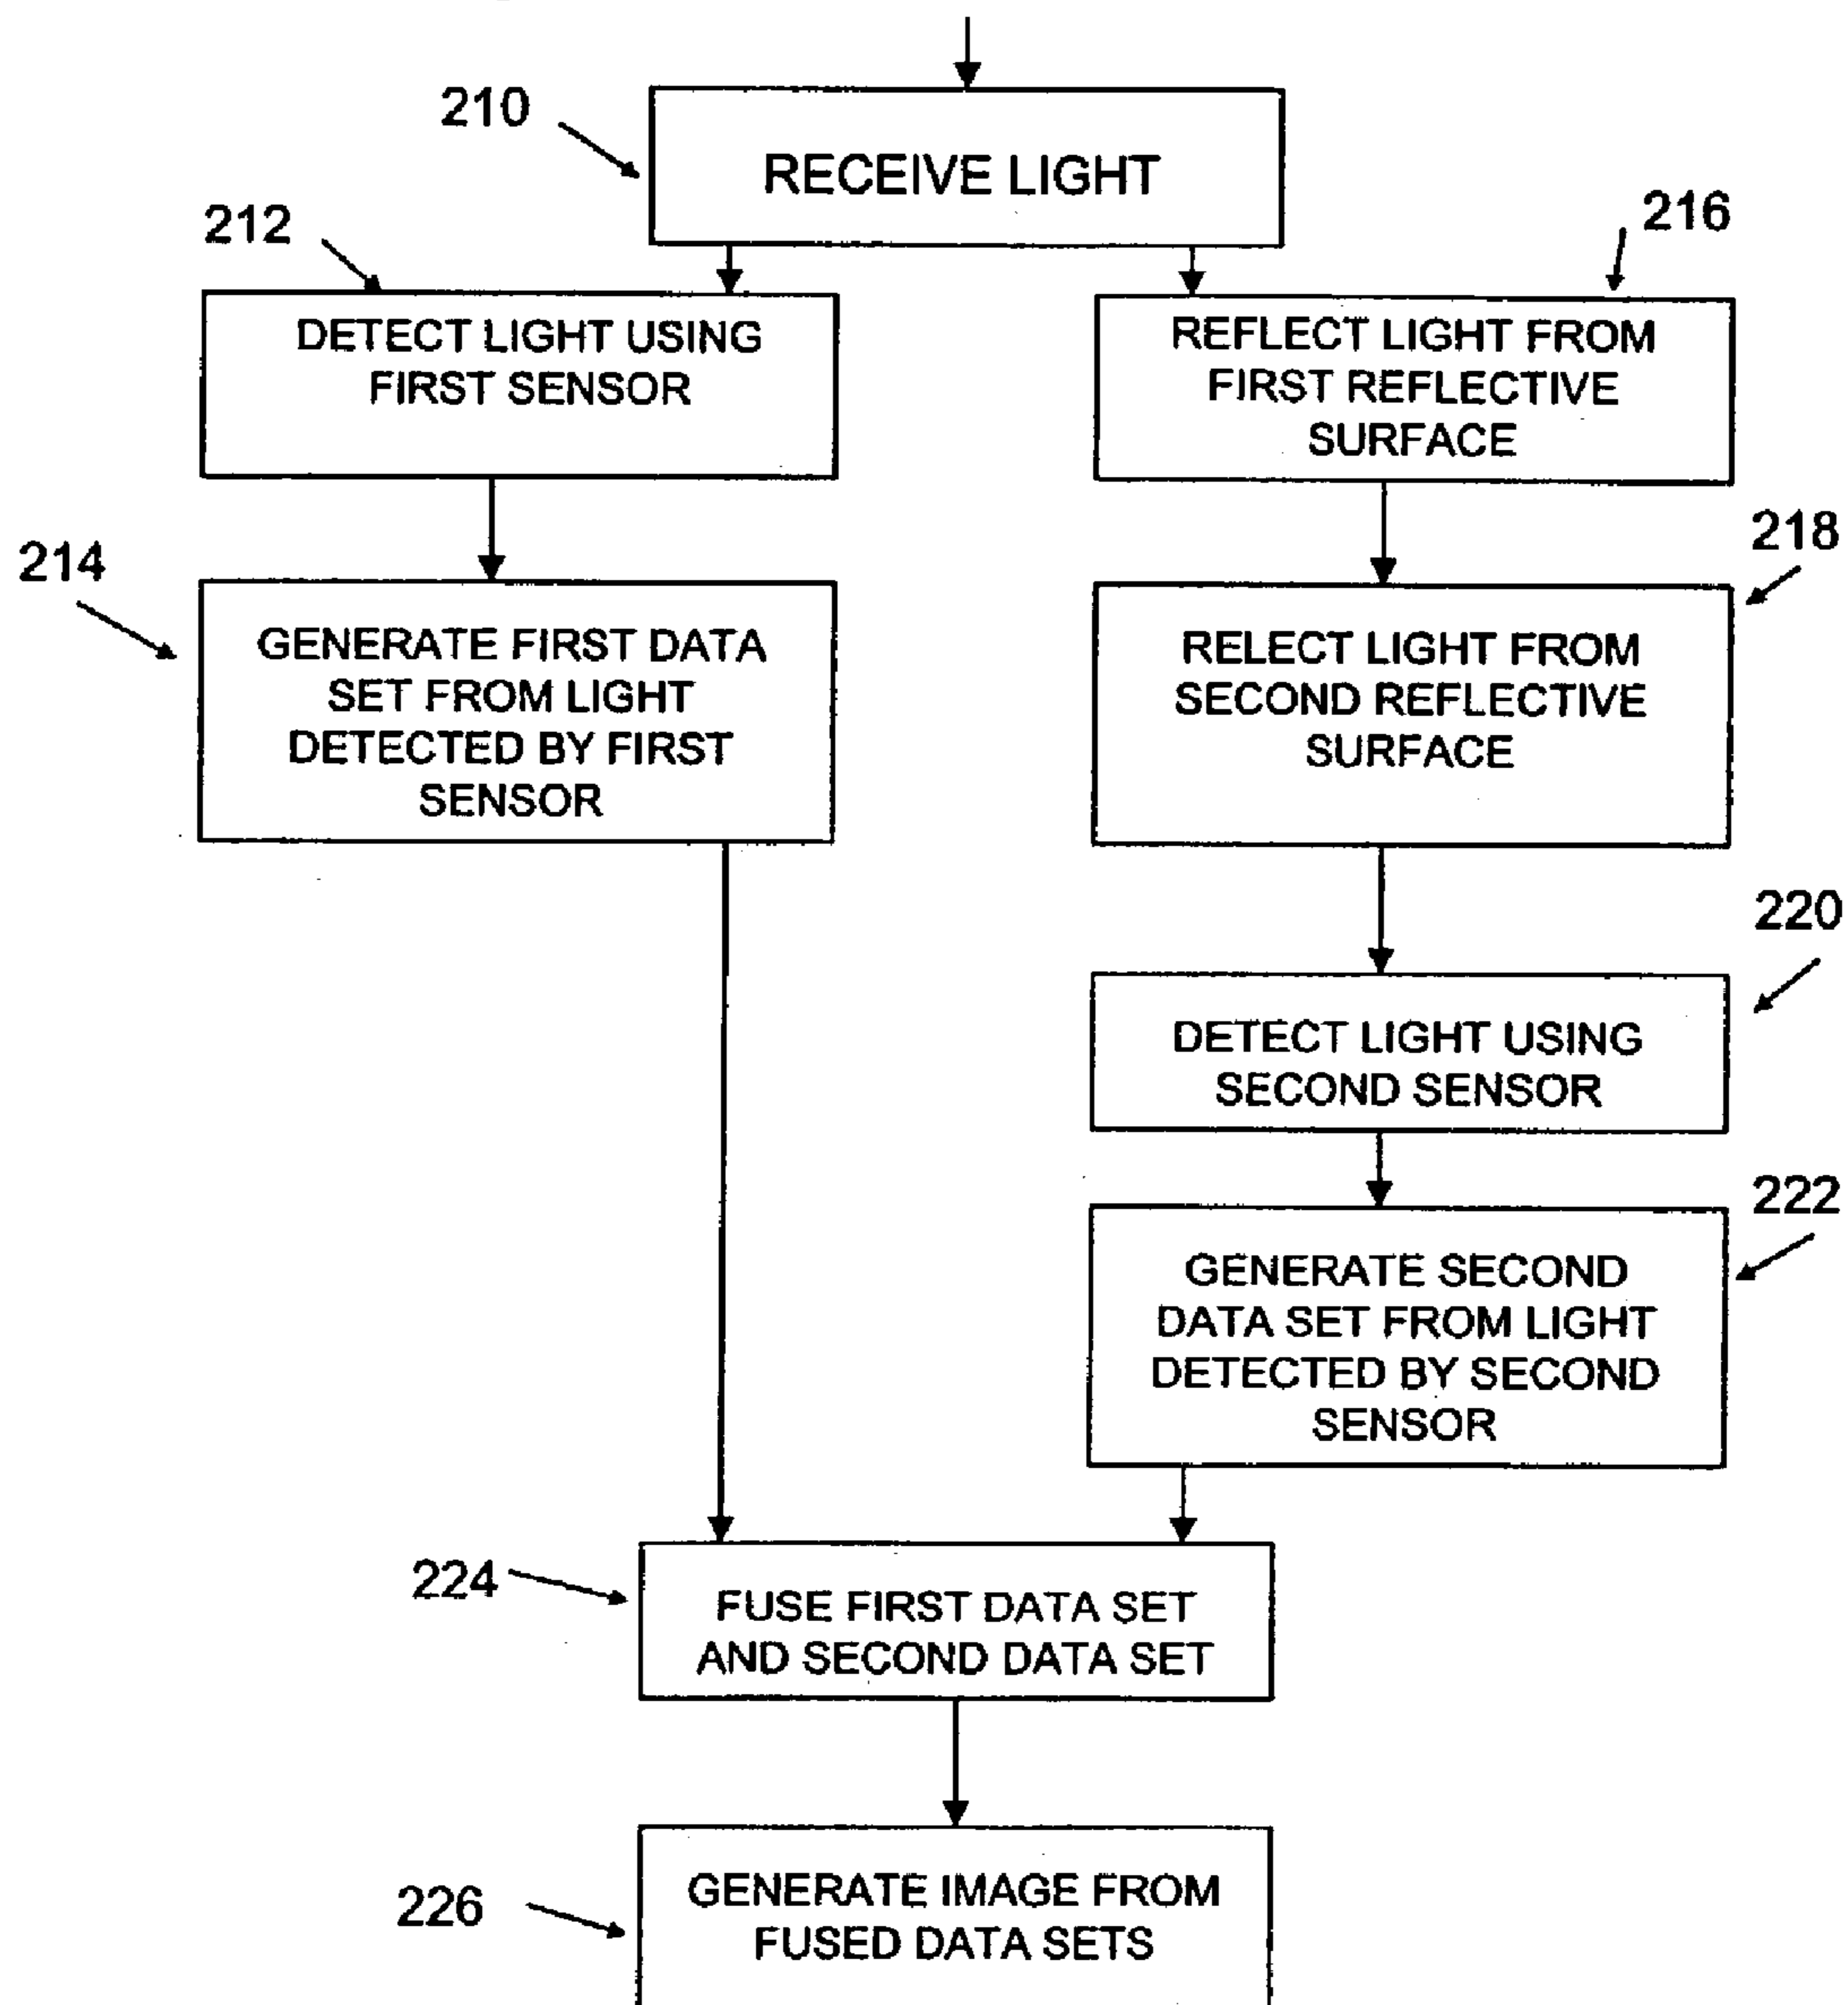 210
RECEIVE LIGHT
212
216
DETECT LIGHT USING
FIRST SENSOR
REFLECT LIGHT FROM
FIRST REFLECTIVE
SURFACE
214
218
GENERATE FIRST DATA
SET FROM LIGHT
DETECTED BY FIRST
SENSOR
RELECT LIGHT FROM
SECOND REFLECTIVE
SURFACE
220
DETECT LIGHT USING
SECOND SENSOR
222
GENERATE SECOND
DATA SET FROM LIGHT
DETECTED BY SECOND
SENSOR
224
FUSE FIRST DATA SET
AND SECOND DATA SET
226
GENERATE IMAGE FROM
FUSED DATA SETS